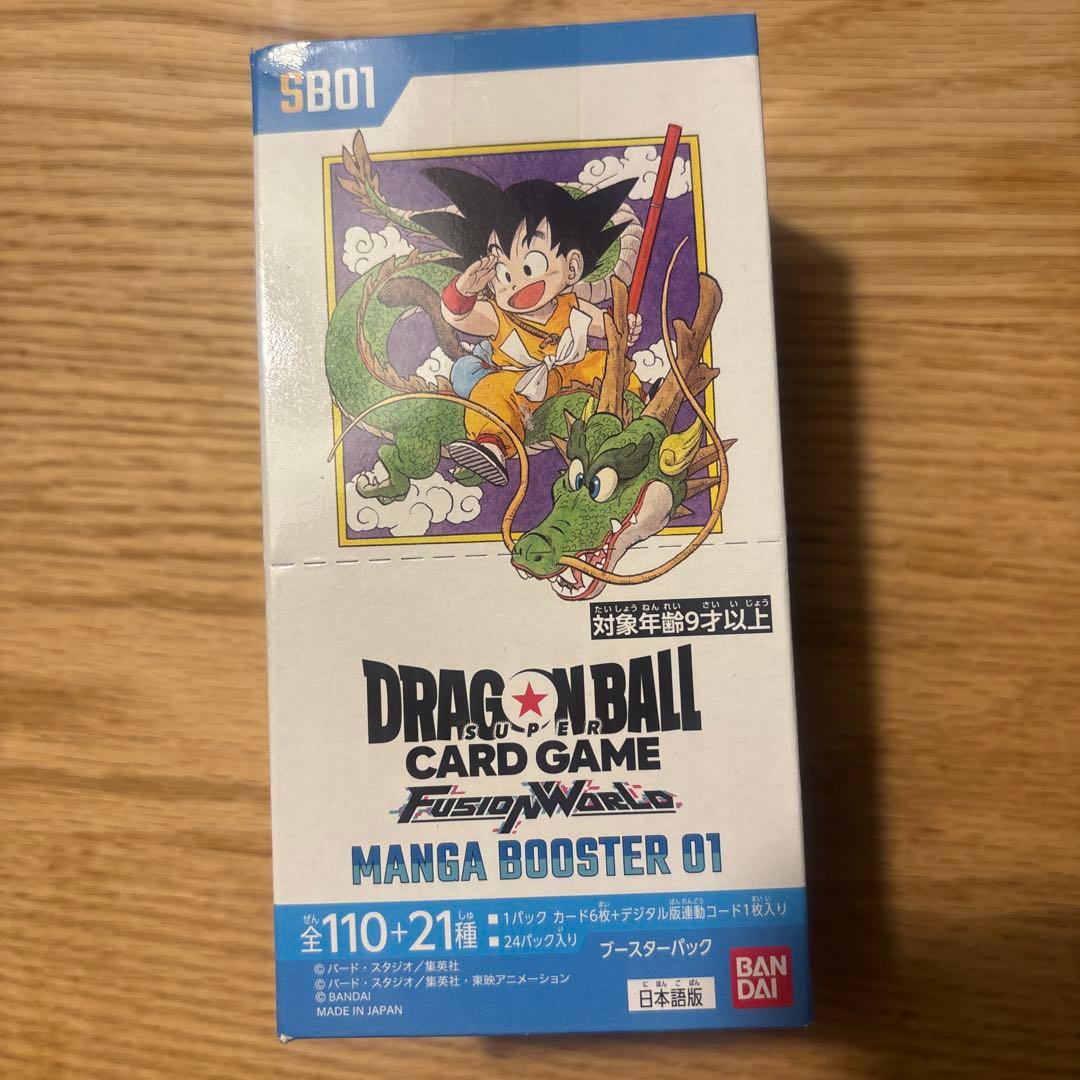 SB01
たいしょうねんれい さいいじょう
対象年齢9才以上
DRAGON BALL
SUPER
CARD GAME
FUSION WORLD
MANGA BOOSTER 01
ぜん しゅ
全110+21種
まい ばんれんどう まいい
■1パック カード6枚+デジタル版連動コード1枚入り
い
■24パック入り
ブースターパック
©バード・スタジオ/集英社
©バード・スタジオ/集英社・東映アニメーション
©BANDAI
MADE IN JAPAN
にほんごばん
日本語版
BAN
DAI